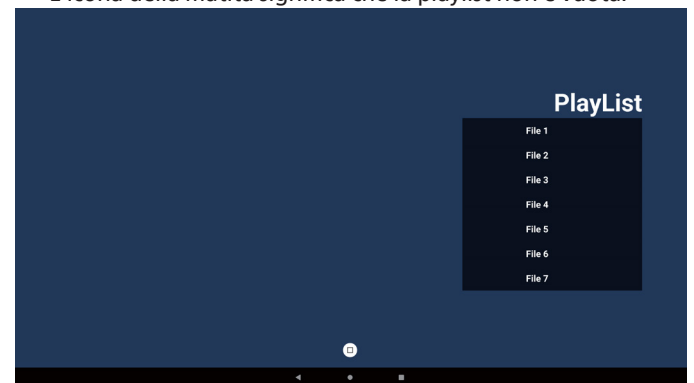 L'icona della matita significa che la playlist non è vuota.
PlayList
File 1
File 2
File 3
File 4
File 5
File 6
File 7